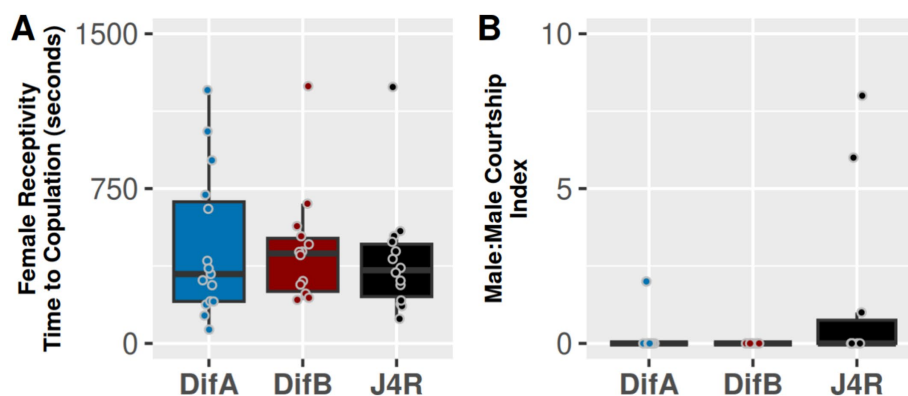 A
Female Receptivity
Time to Copulation (seconds)
1500
750
0
DifA DifB J4R
B
Male:Male Courtship
Index
10
5
0
DifA DifB J4R